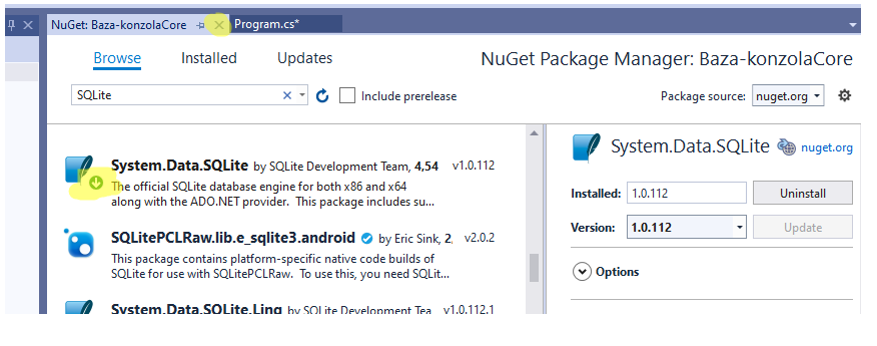 NuGet: Baza-konzolaCore Program.cs*
Browse Installed Updates
NuGet Package Manager: Baza-konzolaCore
SQLite
Include prerelease
Package source: nuget.org
System.Data.SQLite by SQLite Development Team, 4,54 v1.0.112
The official SQLite database engine for both x86 and x64
along with the ADO.NET provider. This package includes su...
SQLitePCLRaw.lib.e_sqlite3.android by Eric Sink, 2, v2.0.2
This package contains platform-specific native code builds of
SQLite for use with SQLitePCLRaw. To use this, you need SQLit...
System.Data.SQLite.Linq by SQLite Development Tea v1.0.112.1
System.Data.SQLite nuget.org
Installed: 1.0.112 Uninstall
Version: 1.0.112 Update
Options